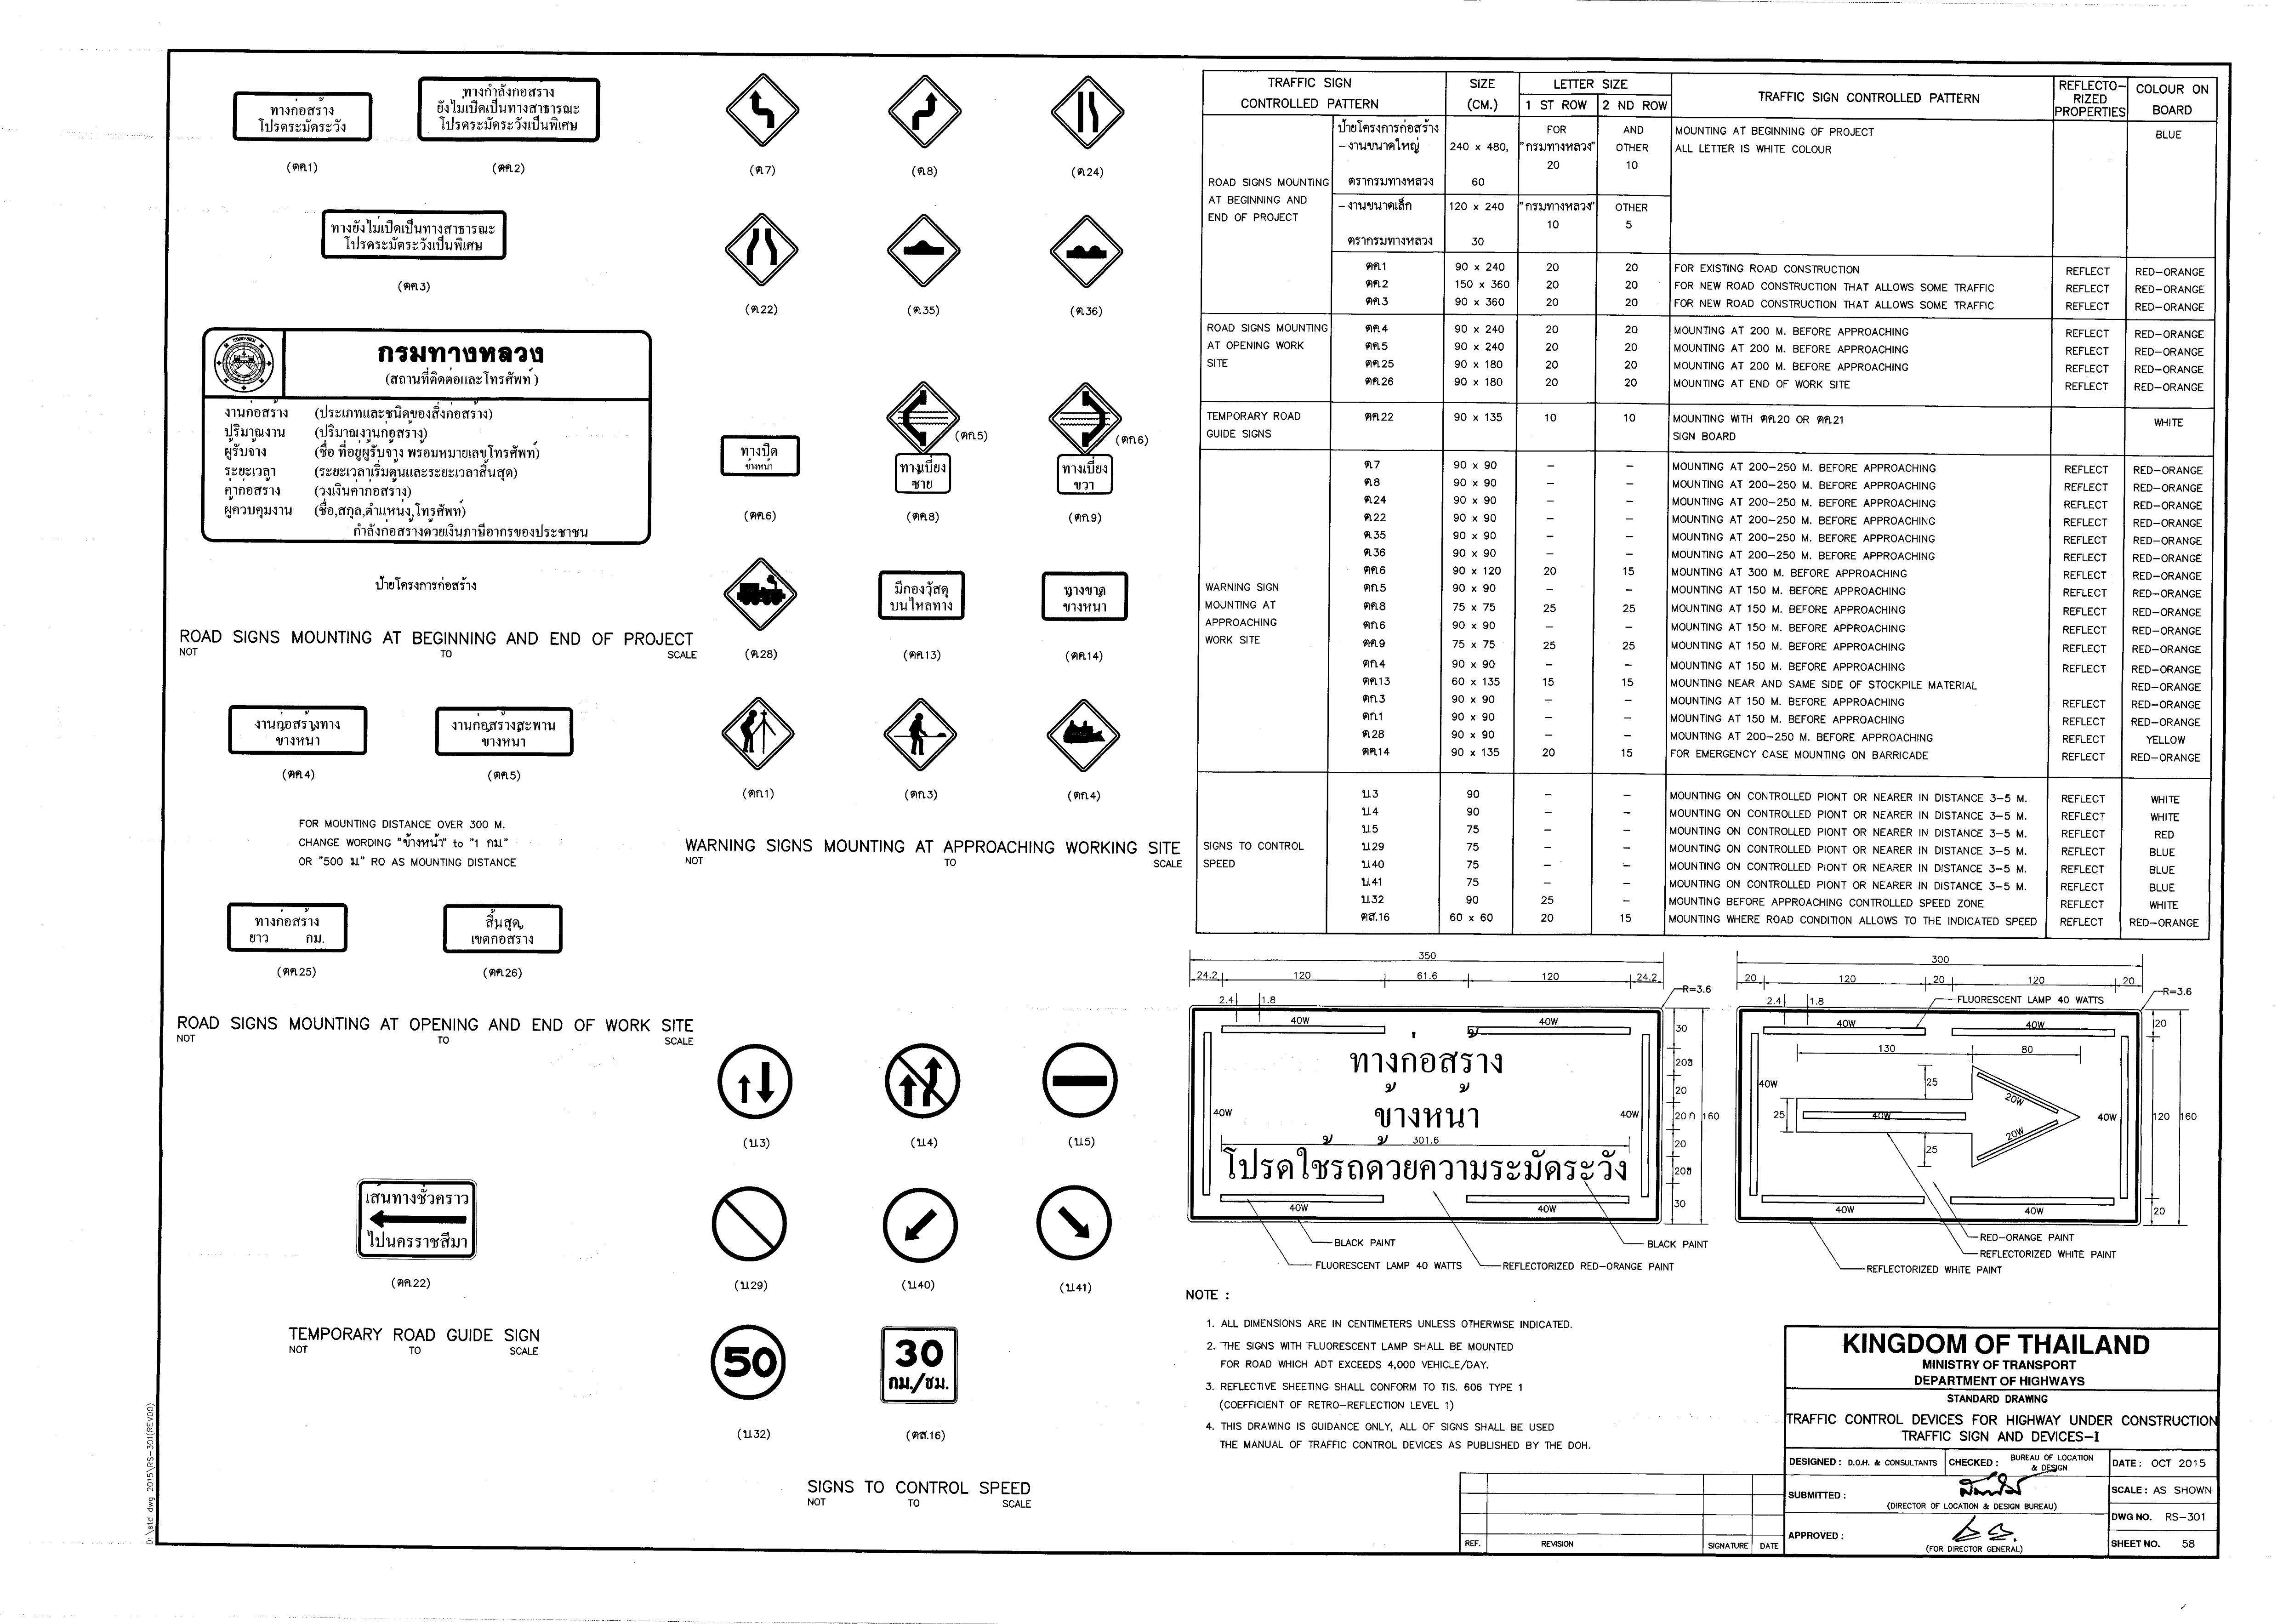 ทางก่อสร้าง
โปรดระมัดระวัง
(ตค.1)
ทางกำลังก่อสร้าง
ยังไม่เปิดเป็นทางสาธารณะ
โปรดระมัดระวังเป็นพิเศษ
(ตค.2)
ทางยังไม่เปิดเป็นทางสาธารณะ
โปรดระมัดระวังเป็นพิเศษ
(ตค.3)
กรมทางหลวง
(สถานที่ติดต่อและโทรศัพท์)
งานก่อสร้าง (ประเภทและชนิดของสิ่งก่อสร้าง)
ปริมาณงาน (ปริมาณงานก่อสร้าง)
ผู้รับจ้าง (ชื่อ ที่อยู่ผู้รับจ้าง พร้อมหมายเลขโทรศัพท์)
ระยะเวลา (ระยะเวลาเริ่มต้นและระยะเวลาสิ้นสุด)
ค่าก่อสร้าง (วงเงินค่าก่อสร้าง)
ผู้ควบคุมงาน (ชื่อ,สกุล,ตำแหน่ง,โทรศัพท์)
กำลังก่อสร้างด้วยเงินภาษีอากรของประชาชน
ป้ายโครงการก่อสร้าง
ROAD SIGNS MOUNTING AT BEGINNING AND END OF PROJECT
NOT TO SCALE
งานก่อสร้างทาง
ข้างหน้า
(ตค.4)
งานก่อสร้างสะพาน
ข้างหน้า
(ตค.5)
FOR MOUNTING DISTANCE OVER 300 M.
CHANGE WORDING "ข้างหน้า" to "1 กม"
OR "500 ม" RO AS MOUNTING DISTANCE
ทางก่อสร้าง
ยาว กม.
(ตค.25)
สิ้นสุด
เขตก่อสร้าง
(ตค.26)
ROAD SIGNS MOUNTING AT OPENING AND END OF WORK SITE
NOT TO SCALE
เส้นทางชั่วคราว
ไปนครราชสีมา
(ตค.22)
TEMPORARY ROAD GUIDE SIGN
NOT TO SCALE
(ต.7) (ต.8) (ต.24)
(ต.22) (ต.35) (ต.36)
(ตก.5) (ตก.6)
ทางปิด
ข้างหน้า
(ตค.6)
ทางเบี่ยง
ซ้าย
(ตค.8)
ทางเบี่ยง
ขวา
(ตก.9)
(ต.28)
มีกองวัสดุ
บนไหล่ทาง
(ตค.13)
ทางขาด
ข้างหน้า
(ตค.14)
(ตก.1) (ตก.3) (ตก.4)
WARNING SIGNS MOUNTING AT APPROACHING WORKING SITE
NOT TO SCALE
(บ.3) (บ.4) (บ.5)
(บ.29) (บ.40) (บ.41)
50
(บ.32)
30
กม./ชม.
(ตส.16)
SIGNS TO CONTROL SPEED
NOT TO SCALE
TRAFFIC SIGN CONTROLLED PATTERN
SIZE (CM.)
LETTER SIZE
1 ST ROW 2 ND ROW
TRAFFIC SIGN CONTROLLED PATTERN
REFLECTO-RIZED PROPERTIES
COLOUR ON BOARD
ROAD SIGNS MOUNTING
AT BEGINNING AND
END OF PROJECT
ป้ายโครงการก่อสร้าง FOR AND MOUNTING AT BEGINNING OF PROJECT BLUE
-งานขนาดใหญ่ 240 x 480, "กรมทางหลวง" OTHER ALL LETTER IS WHITE COLOUR
20 10
ตรากรมทางหลวง 60
-งานขนาดเล็ก 120 x 240 "กรมทางหลวง" OTHER
10 5
ตรากรมทางหลวง 30
ตค.1 90 x 240 20 20 FOR EXISTING ROAD CONSTRUCTION REFLECT RED-ORANGE
ตค.2 150 x 360 20 20 FOR NEW ROAD CONSTRUCTION THAT ALLOWS SOME TRAFFIC REFLECT RED-ORANGE
ตค.3 90 x 360 20 20 FOR NEW ROAD CONSTRUCTION THAT ALLOWS SOME TRAFFIC REFLECT RED-ORANGE
ROAD SIGNS MOUNTING
AT OPENING WORK
SITE
ตค.4 90 x 240 20 20 MOUNTING AT 200 M. BEFORE APPROACHING REFLECT RED-ORANGE
ตค.5 90 x 240 20 20 MOUNTING AT 200 M. BEFORE APPROACHING REFLECT RED-ORANGE
ตค.25 90 x 180 20 20 MOUNTING AT 200 M. BEFORE APPROACHING REFLECT RED-ORANGE
ตค.26 90 x 180 20 20 MOUNTING AT END OF WORK SITE REFLECT RED-ORANGE
TEMPORARY ROAD
GUIDE SIGNS
ตค.22 90 x 135 10 10 MOUNTING WITH ตค.20 OR ตค.21 WHITE
SIGN BOARD
WARNING SIGN
MOUNTING AT
APPROACHING
WORK SITE
ต.7 90 x 90 - - MOUNTING AT 200-250 M. BEFORE APPROACHING REFLECT RED-ORANGE
ต.8 90 x 90 - - MOUNTING AT 200-250 M. BEFORE APPROACHING REFLECT RED-ORANGE
ต.24 90 x 90 - - MOUNTING AT 200-250 M. BEFORE APPROACHING REFLECT RED-ORANGE
ต.22 90 x 90 - - MOUNTING AT 200-250 M. BEFORE APPROACHING REFLECT RED-ORANGE
ต.35 90 x 90 - - MOUNTING AT 200-250 M. BEFORE APPROACHING REFLECT RED-ORANGE
ต.36 90 x 90 - - MOUNTING AT 200-250 M. BEFORE APPROACHING REFLECT RED-ORANGE
ตค.6 90 x 120 20 15 MOUNTING AT 300 M. BEFORE APPROACHING REFLECT RED-ORANGE
ตก.5 90 x 90 - - MOUNTING AT 150 M. BEFORE APPROACHING REFLECT RED-ORANGE
ตค.8 75 x 75 25 25 MOUNTING AT 150 M. BEFORE APPROACHING REFLECT RED-ORANGE
ตก.6 90 x 90 - - MOUNTING AT 150 M. BEFORE APPROACHING REFLECT RED-ORANGE
ตค.9 75 x 75 25 25 MOUNTING AT 150 M. BEFORE APPROACHING REFLECT RED-ORANGE
ตก.4 90 x 90 - - MOUNTING AT 150 M. BEFORE APPROACHING REFLECT RED-ORANGE
ตค.13 60 x 135 15 15 MOUNTING NEAR AND SAME SIDE OF STOCKPILE MATERIAL RED-ORANGE
ตก.3 90 x 90 - - MOUNTING AT 150 M. BEFORE APPROACHING REFLECT RED-ORANGE
ตก.1 90 x 90 - - MOUNTING AT 150 M. BEFORE APPROACHING REFLECT RED-ORANGE
ต.28 90 x 90 - - MOUNTING AT 200-250 M. BEFORE APPROACHING REFLECT YELLOW
ตค.14 90 x 135 20 15 FOR EMERGENCY CASE MOUNTING ON BARRICADE REFLECT RED-ORANGE
SIGNS TO CONTROL
SPEED
บ.3 90 - - MOUNTING ON CONTROLLED PIONT OR NEARER IN DISTANCE 3-5 M. REFLECT WHITE
บ.4 90 - - MOUNTING ON CONTROLLED PIONT OR NEARER IN DISTANCE 3-5 M. REFLECT WHITE
บ.5 75 - - MOUNTING ON CONTROLLED PIONT OR NEARER IN DISTANCE 3-5 M. REFLECT RED
บ.29 75 - - MOUNTING ON CONTROLLED PIONT OR NEARER IN DISTANCE 3-5 M. REFLECT BLUE
บ.40 75 - - MOUNTING ON CONTROLLED PIONT OR NEARER IN DISTANCE 3-5 M. REFLECT BLUE
บ.41 75 - - MOUNTING ON CONTROLLED PIONT OR NEARER IN DISTANCE 3-5 M. REFLECT BLUE
บ.32 90 25 - MOUNTING BEFORE APPROACHING CONTROLLED SPEED ZONE REFLECT WHITE
ตส.16 60 x 60 20 15 MOUNTING WHERE ROAD CONDITION ALLOWS TO THE INDICATED SPEED REFLECT RED-ORANGE
350
24.2 120 61.6 120 24.2
2.4 1.8 R=3.6
40W 40W
ทางก่อสร้าง
ข้างหน้า
40W 40W
301.6
โปรดใช้รถด้วยความระมัดระวัง
40W 40W
30
20
20
20 ก 160
20
20
30
BLACK PAINT
BLACK PAINT
FLUORESCENT LAMP 40 WATTS
REFLECTORIZED RED-ORANGE PAINT
300
20 120 20 120 20
2.4 1.8 R=3.6
FLUORESCENT LAMP 40 WATTS
40W 40W
130 80
40W 25 20W
25 40W 40W
25 20W
40W 40W
20
120 160
20
RED-ORANGE PAINT
REFLECTORIZED WHITE PAINT
REFLECTORIZED WHITE PAINT
NOTE :
1. ALL DIMENSIONS ARE IN CENTIMETERS UNLESS OTHERWISE INDICATED.
2. THE SIGNS WITH FLUORESCENT LAMP SHALL BE MOUNTED
FOR ROAD WHICH ADT EXCEEDS 4,000 VEHICLE/DAY.
3. REFLECTIVE SHEETING SHALL CONFORM TO TIS. 606 TYPE 1
(COEFFICIENT OF RETRO-REFLECTION LEVEL 1)
4. THIS DRAWING IS GUIDANCE ONLY, ALL OF SIGNS SHALL BE USED
THE MANUAL OF TRAFFIC CONTROL DEVICES AS PUBLISHED BY THE DOH.
REF. REVISION SIGNATURE DATE
KINGDOM OF THAILAND
MINISTRY OF TRANSPORT
DEPARTMENT OF HIGHWAYS
STANDARD DRAWING
TRAFFIC CONTROL DEVICES FOR HIGHWAY UNDER CONSTRUCTION
TRAFFIC SIGN AND DEVICES-I
DESIGNED : D.O.H. & CONSULTANTS
CHECKED : BUREAU OF LOCATION & DESIGN
DATE : OCT 2015
SUBMITTED :
(DIRECTOR OF LOCATION & DESIGN BUREAU)
SCALE : AS SHOWN
DWG NO. RS-301
APPROVED :
(FOR DIRECTOR GENERAL)
SHEET NO. 58
D:\std dwg 2015\RS-301(REV00)